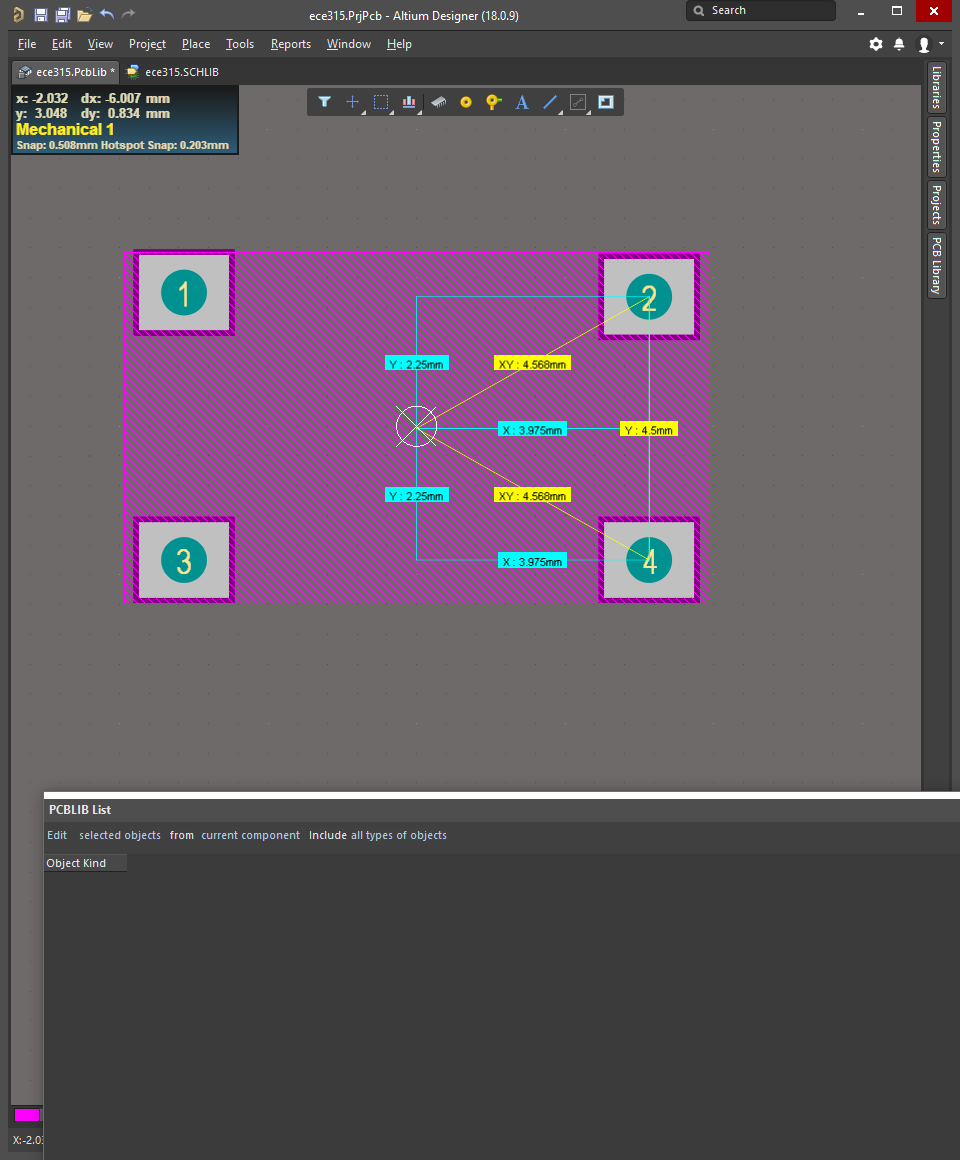 ece315.PrjPcb - Altium Designer (18.0.9)
Search
File Edit View Project Place Tools Reports Window Help
ece315.PcbLib * ece315.SCHLIB
x: -2.032 dx: -6.007 mm
y: 3.048 dy: 0.834 mm
Mechanical 1
Snap: 0.508mm Hotspot Snap: 0.203mm
A
Libraries
Properties
Projects
PCB Library
1
2
Y : 2.25mm XY : 4.568mm
X : 3.975mm Y : 4.5mm
Y : 2.25mm XY : 4.568mm
3
X : 3.975mm
4
PCBLIB List
Edit selected objects from current component Include all types of objects
Object Kind